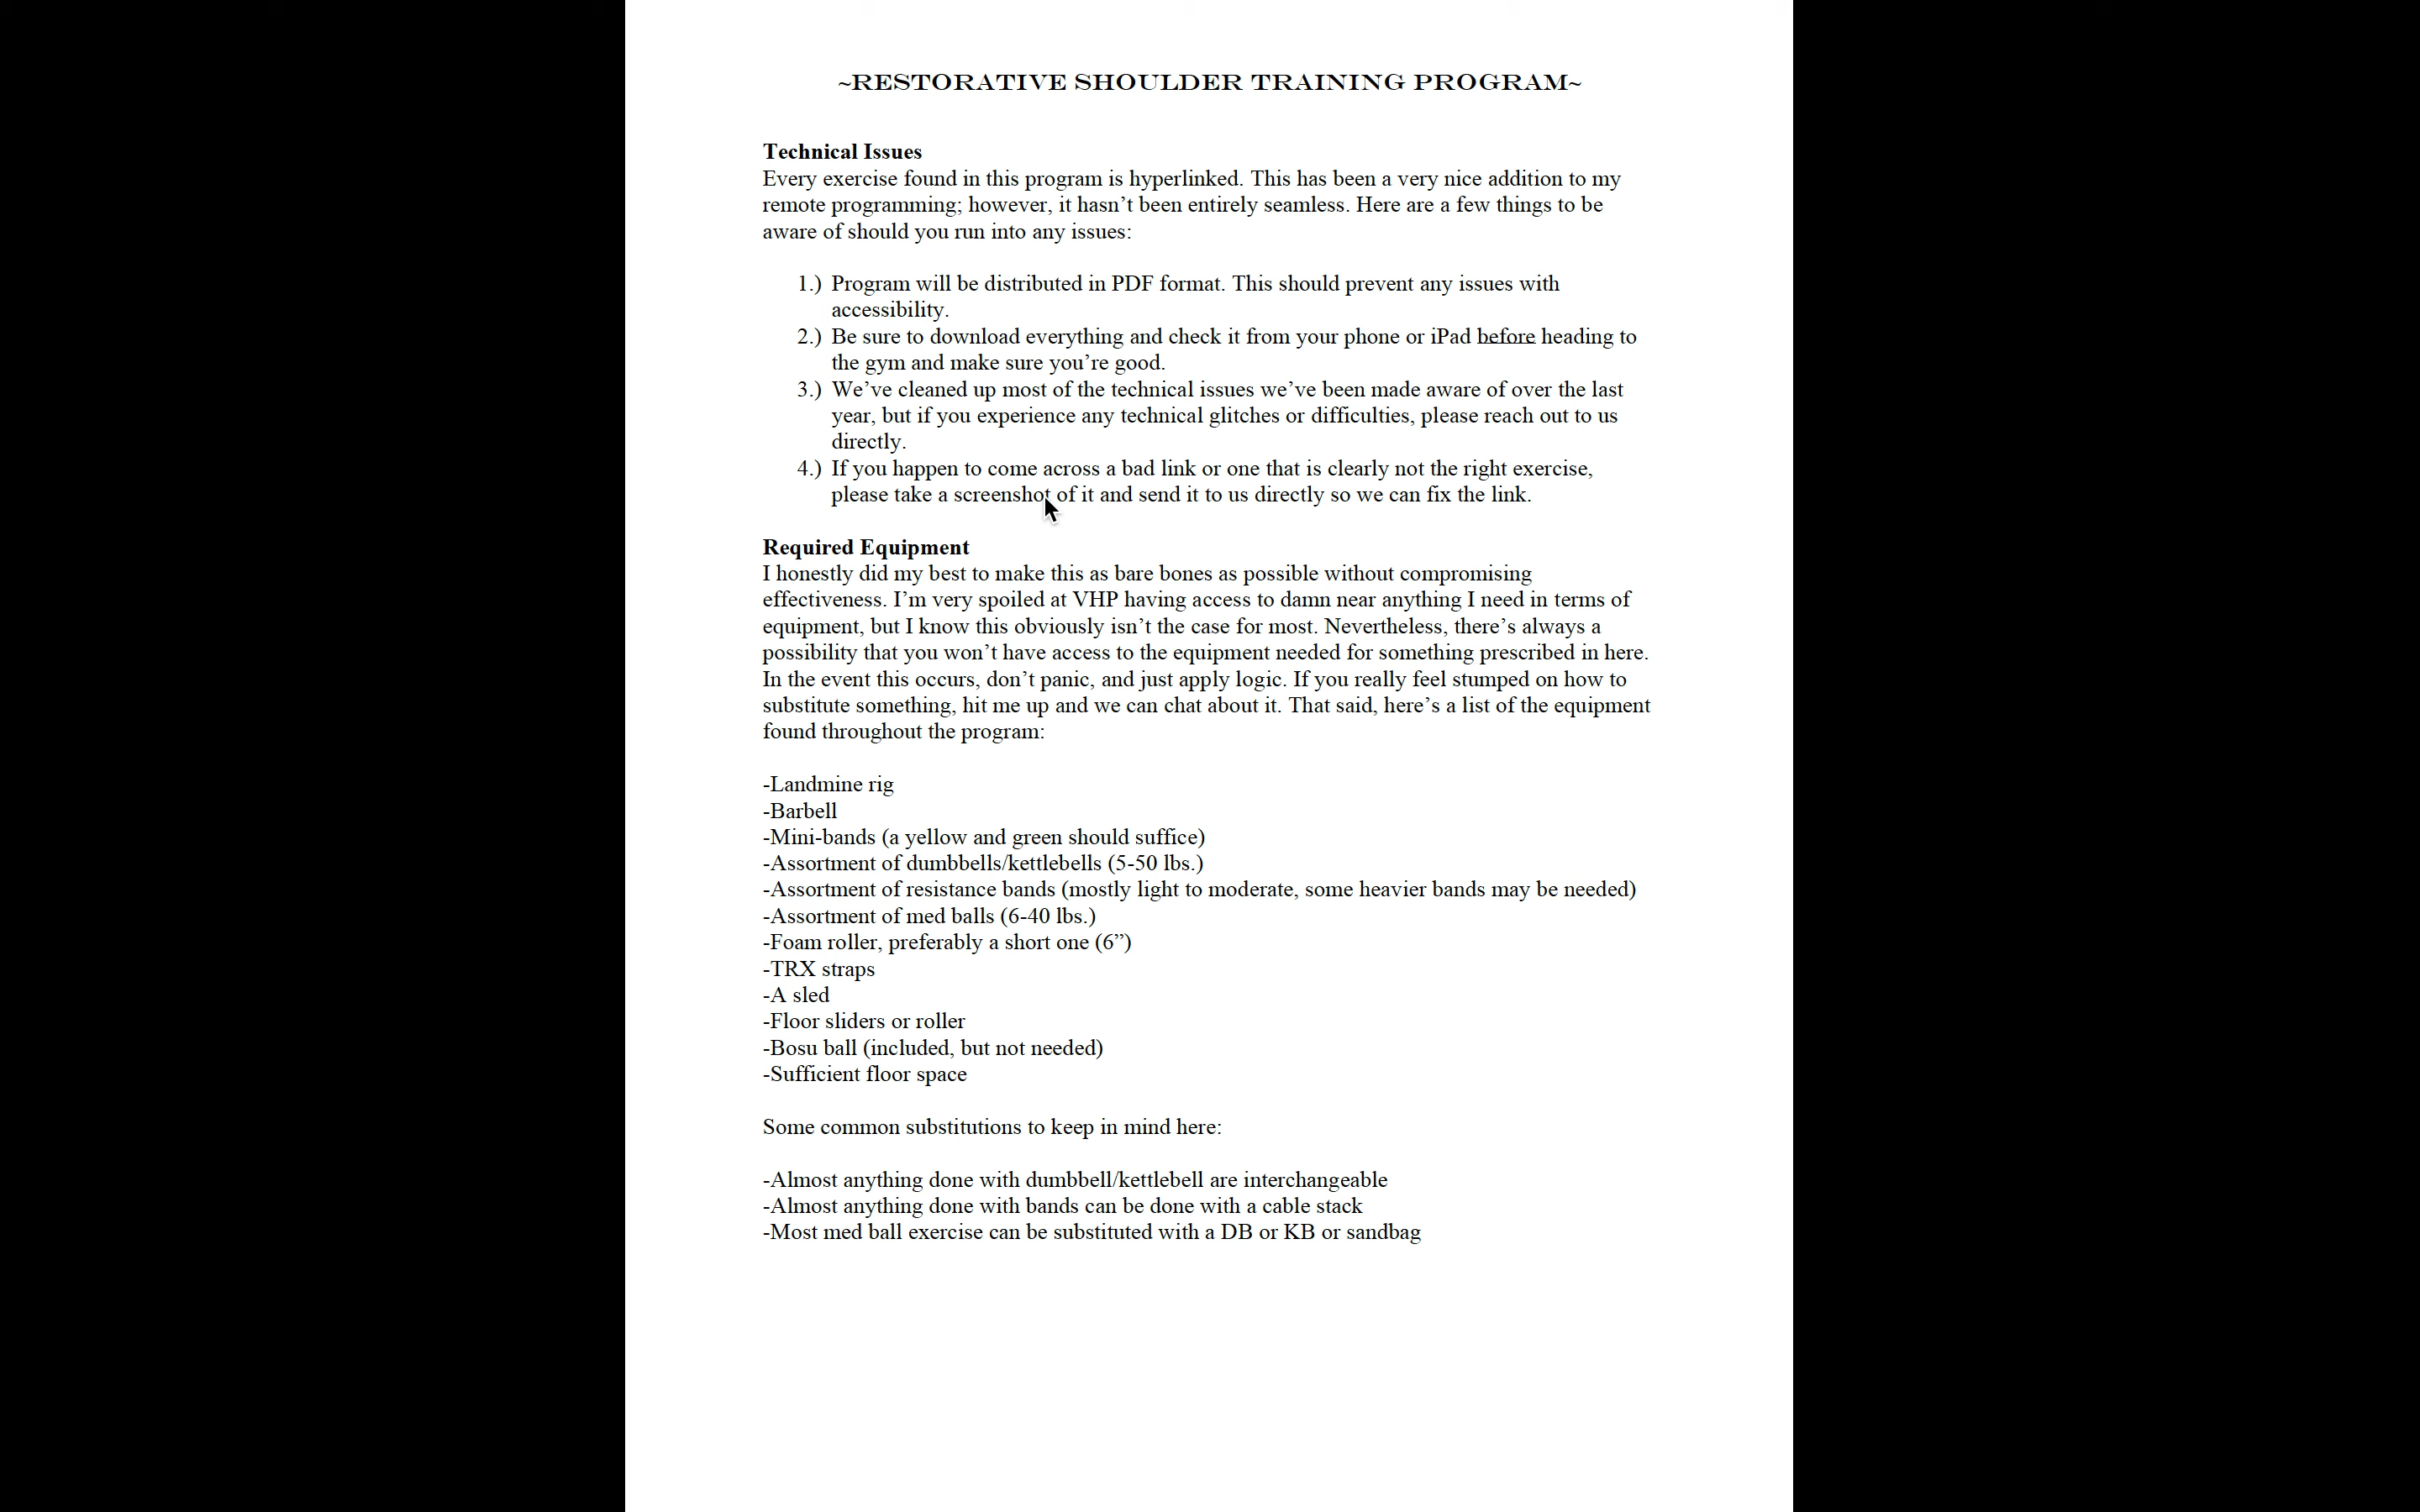 ~RESTORATIVE SHOULDER TRAINING PROGRAM~
Technical Issues
Every exercise found in this program is hyperlinked. This has been a very nice addition to my
remote programming; however, it hasn’t been entirely seamless. Here are a few things to be
aware of should you run into any issues:
1.) Program will be distributed in PDF format. This should prevent any issues with
accessibility.
2.) Be sure to download everything and check it from your phone or iPad before heading to
the gym and make sure you’re good.
3.) We’ve cleaned up most of the technical issues we’ve been made aware of over the last
year, but if you experience any technical glitches or difficulties, please reach out to us
directly.
4.) If you happen to come across a bad link or one that is clearly not the right exercise,
please take a screenshot of it and send it to us directly so we can fix the link.
Required Equipment
I honestly did my best to make this as bare bones as possible without compromising
effectiveness. I’m very spoiled at VHP having access to damn near anything I need in terms of
equipment, but I know this obviously isn’t the case for most. Nevertheless, there’s always a
possibility that you won’t have access to the equipment needed for something prescribed in here.
In the event this occurs, don’t panic, and just apply logic. If you really feel stumped on how to
substitute something, hit me up and we can chat about it. That said, here’s a list of the equipment
found throughout the program:
-Landmine rig
-Barbell
-Mini-bands (a yellow and green should suffice)
-Assortment of dumbbells/kettlebells (5-50 lbs.)
-Assortment of resistance bands (mostly light to moderate, some heavier bands may be needed)
-Assortment of med balls (6-40 lbs.)
-Foam roller, preferably a short one (6”)
-TRX straps
-A sled
-Floor sliders or roller
-Bosu ball (included, but not needed)
-Sufficient floor space
Some common substitutions to keep in mind here:
-Almost anything done with dumbbell/kettlebell are interchangeable
-Almost anything done with bands can be done with a cable stack
-Most med ball exercise can be substituted with a DB or KB or sandbag